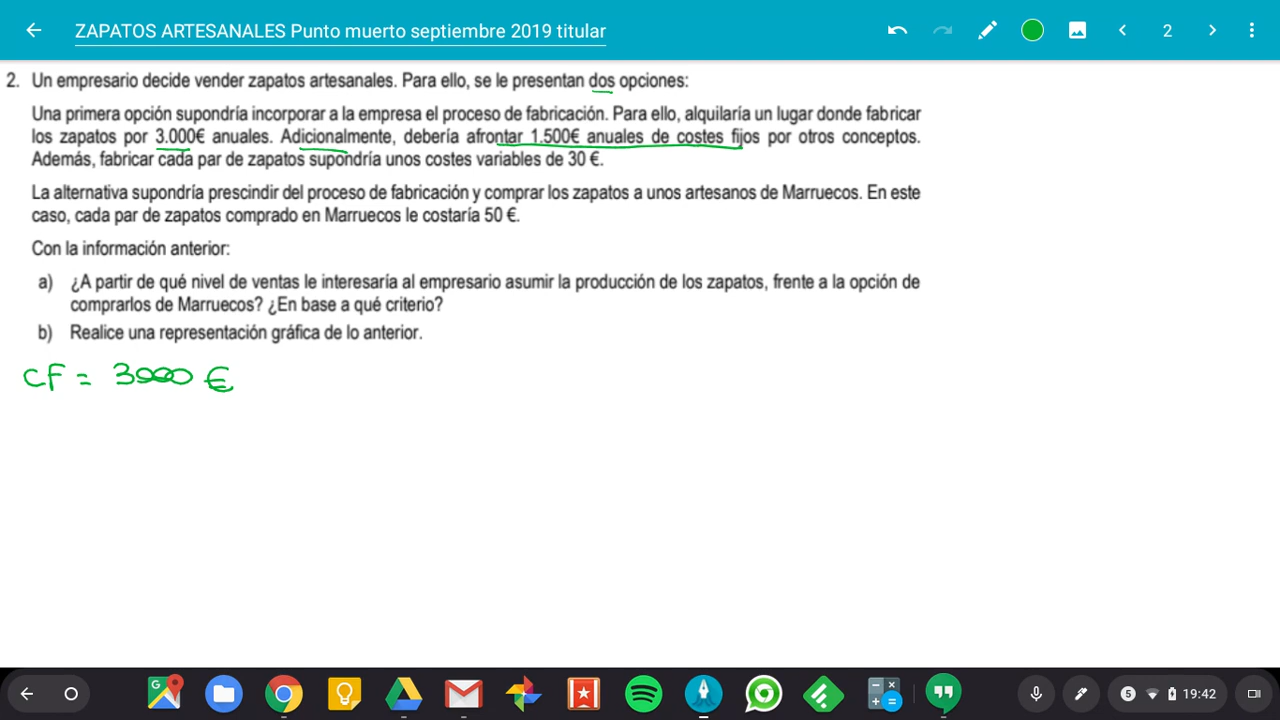 ZAPATOS ARTESANALES Punto muerto septiembre 2019 titular
2
2. Un empresario decide vender zapatos artesanales. Para ello, se le presentan dos opciones:
Una primera opción supondría incorporar a la empresa el proceso de fabricación. Para ello, alquilaría un lugar donde fabricar
los zapatos por 3.000€ anuales. Adicionalmente, debería afrontar 1.500€ anuales de costes fijos por otros conceptos.
Además, fabricar cada par de zapatos supondría unos costes variables de 30 €.
La alternativa supondría prescindir del proceso de fabricación y comprar los zapatos a unos artesanos de Marruecos. En este
caso, cada par de zapatos comprado en Marruecos le costaría 50 €.
Con la información anterior:
a) ¿A partir de qué nivel de ventas le interesaría al empresario asumir la producción de los zapatos, frente a la opción de
comprarlos de Marruecos? ¿En base a qué criterio?
b) Realice una representación gráfica de lo anterior.
CF = 3000 €
G
5
19:42